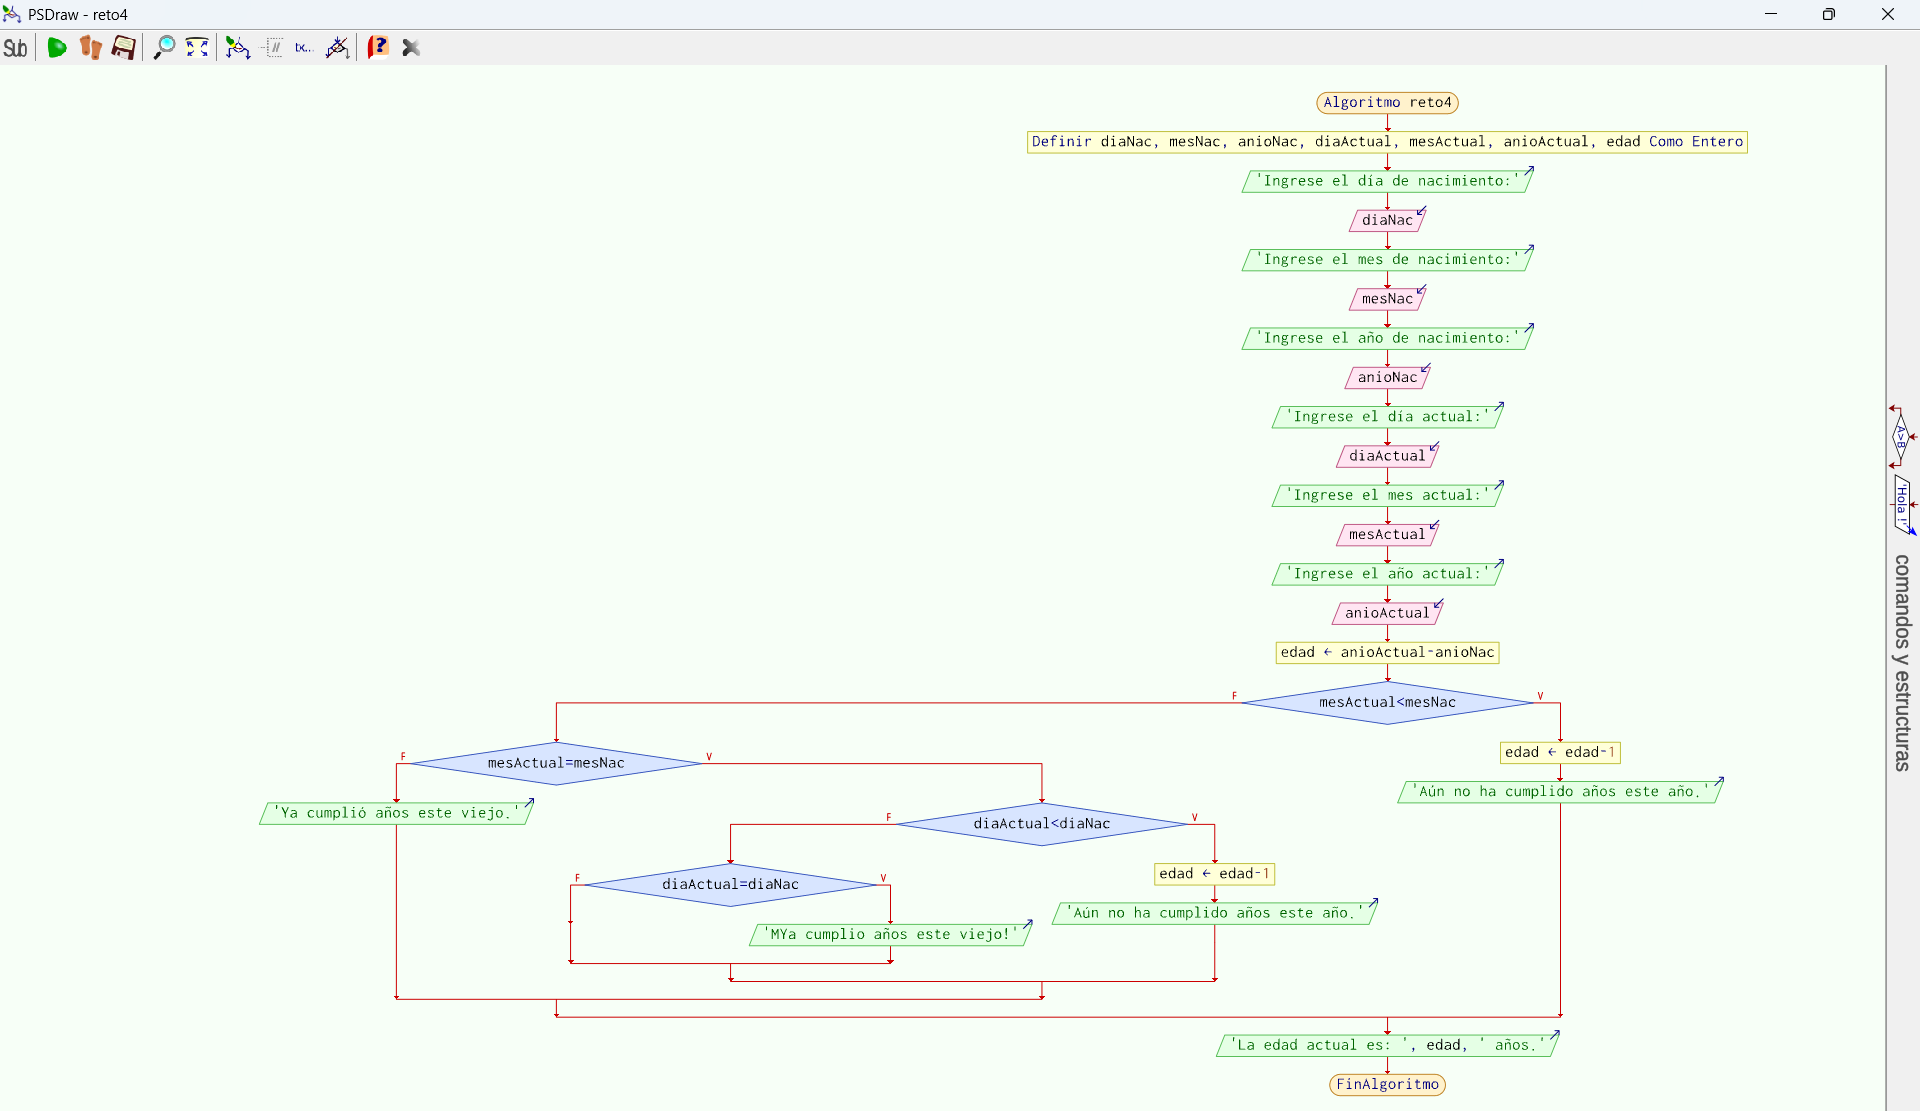 PSDraw - reto4
Sub
//
tx...
?
Algoritmo reto4
Definir diaNac, mesNac, anioNac, diaActual, mesActual, anioActual, edad Como Entero
'Ingrese el día de nacimiento:'
diaNac
'Ingrese el mes de nacimiento:'
mesNac
'Ingrese el año de nacimiento:'
anioNac
'Ingrese el día actual:'
diaActual
'Ingrese el mes actual:'
mesActual
'Ingrese el año actual:'
anioActual
edad ← anioActual-anioNac
F
mesActual<mesNac
V
F
mesActual=mesNac
V
edad ← edad-1
'Aún no ha cumplido años este año.'
'Ya cumplió años este viejo.'
F
diaActual<diaNac
V
F
diaActual=diaNac
V
edad ← edad-1
'Aún no ha cumplido años este año.'
'MYa cumplio años este viejo!'
'La edad actual es: ', edad, ' años.'
FinAlgoritmo
A>B
'Hola !'
comandos y estructuras